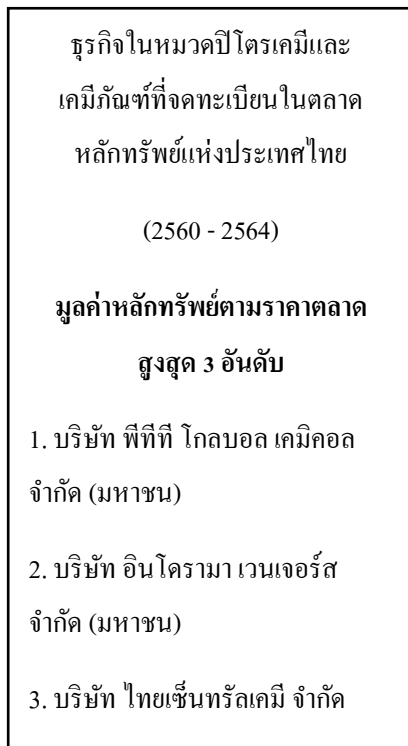 ธุรกิจในหมวดปิโตรเคมีและ
เคมีภัณฑ์ที่จดทะเบียนในตลาด
หลักทรัพย์แห่งประเทศไทย
(2560 - 2564)
มูลค่าหลักทรัพย์ตามราคาตลาด
สูงสุด 3 อันดับ
1. บริษัท พีทีที โกลบอล เคมิคอล
จำกัด (มหาชน)
2. บริษัท อินโดรามา เวนเจอร์ส
จำกัด (มหาชน)
3. บริษัท ไทยเซ็นทรัลเคมี จำกัด